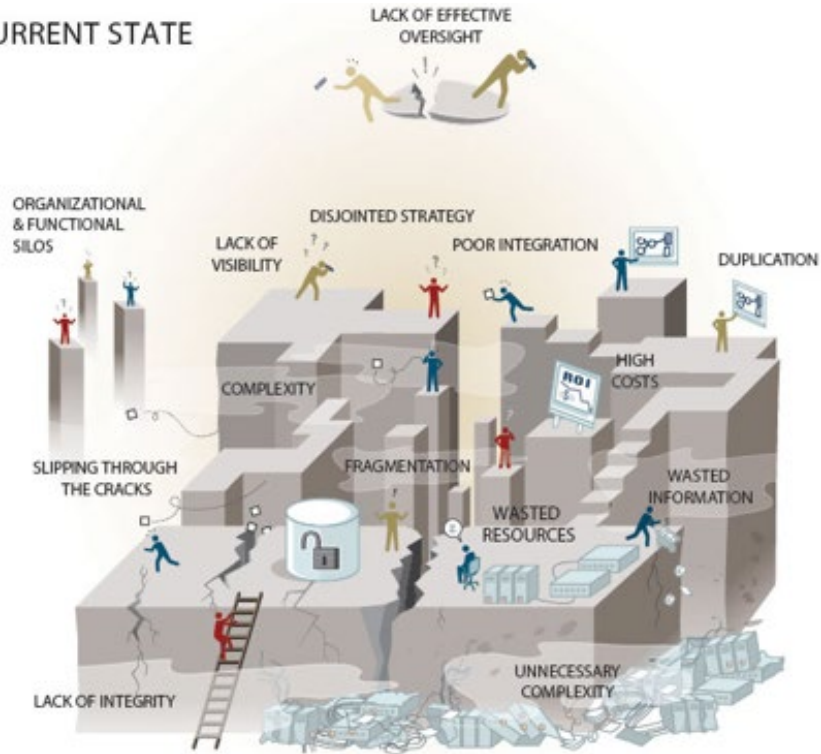 URRENT STATE
LACK OF EFFECTIVE
OVERSIGHT
ORGANIZATIONAL
& FUNCTIONAL
SILOS
DISJOINTED STRATEGY
LACK OF
VISIBILITY
POOR INTEGRATION
DUPLICATION
COMPLEXITY
HIGH
COSTS
ROI
SLIPPING THROUGH
THE CRACKS
FRAGMENTATION
WASTED
INFORMATION
WASTED
RESOURCES
LACK OF INTEGRITY
UNNECESSARY
COMPLEXITY